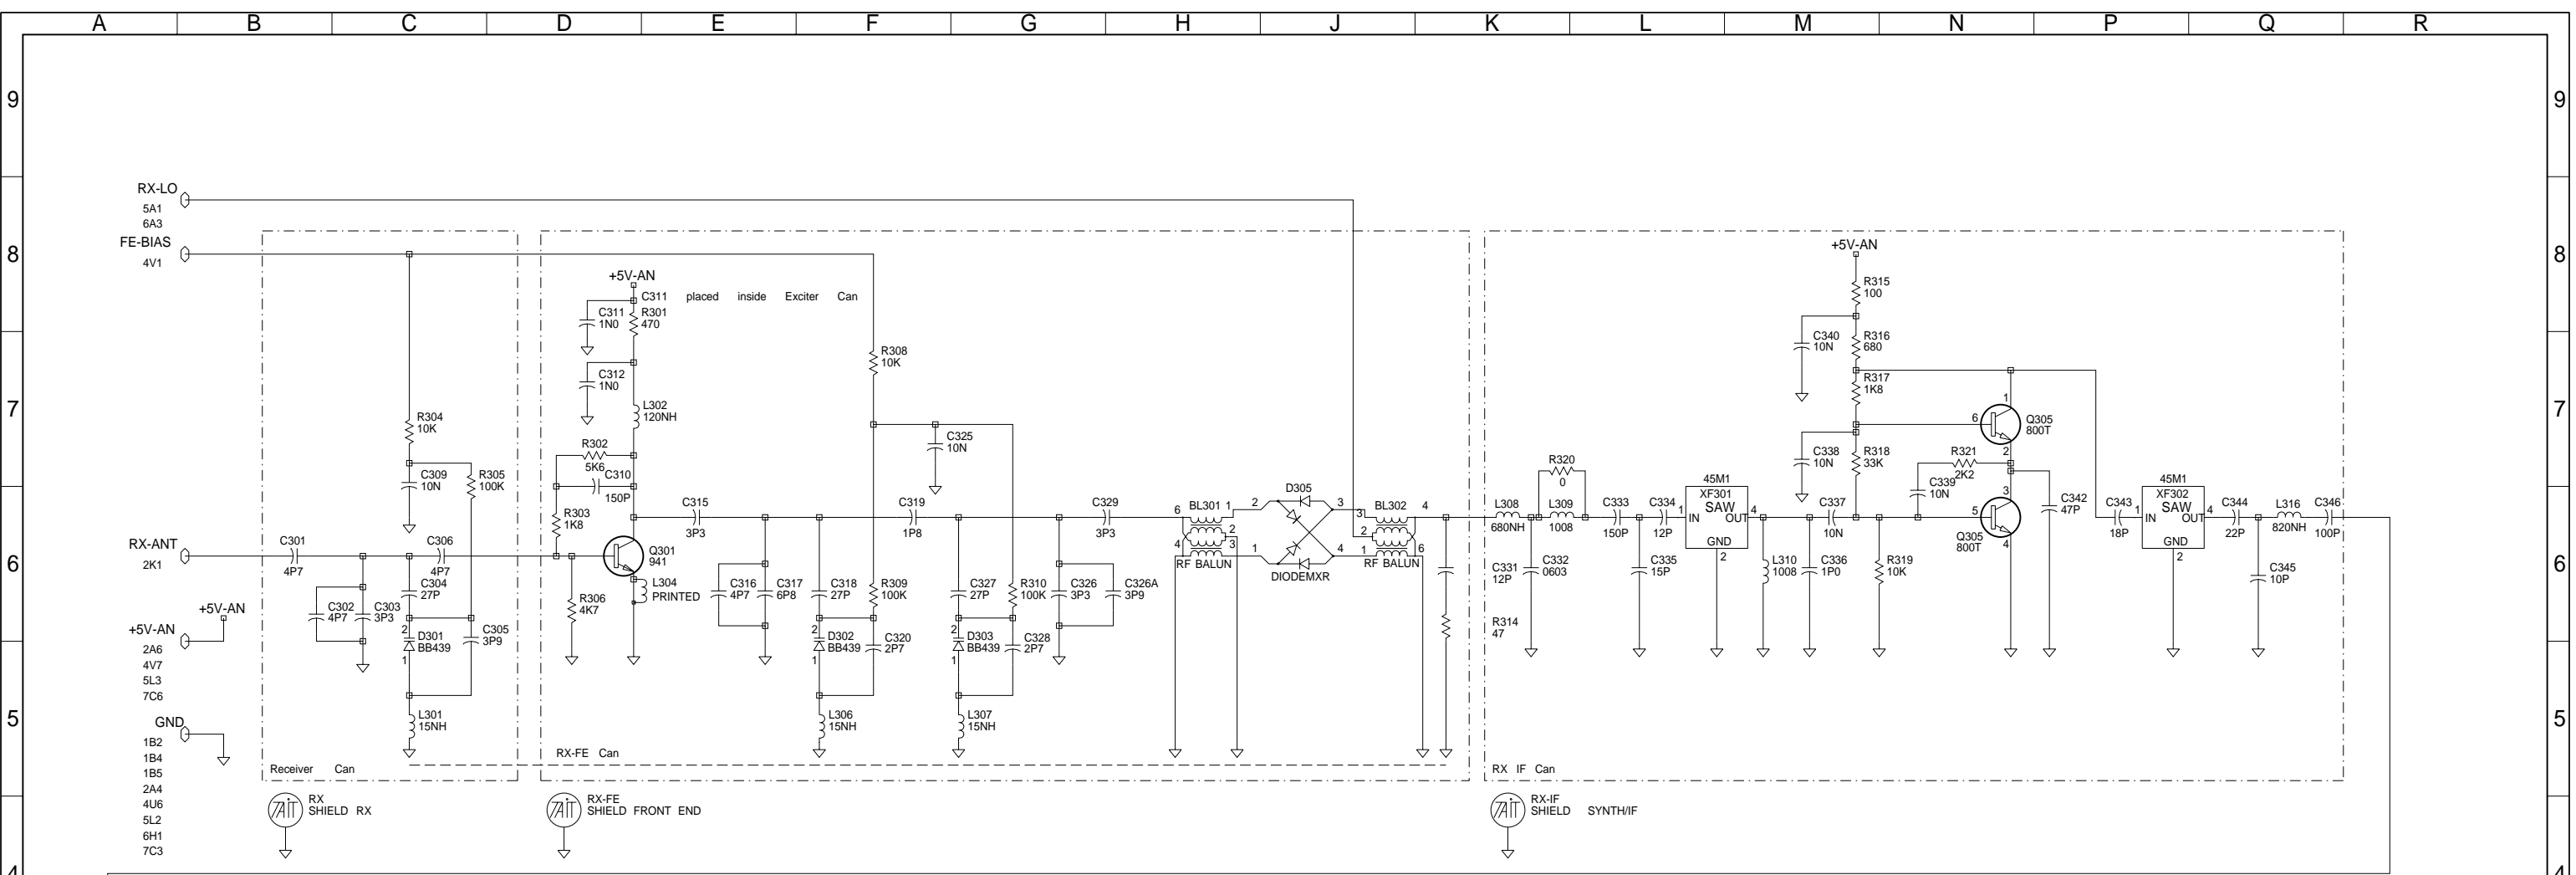 A B C D E F G H J K L M N P Q R
9 9
RX-LO
5A1
6A3
FE-BIAS
4V1
8 8
+5V-AN
+5V-AN
C311 placed inside Exciter Can
C311
1N0
R301
470
R315
100
C340
10N
R316
680
R308
10K
C312
1N0
R317
1K8
7 7
L302
120NH
R304
10K
1
6
Q305
800T
2
C325
10N
R302
5K6
C338
10N
R318
33K
R321
2K2
R320
0
C309
10N
R305
100K
C310
150P
C339
10N
45M1
XF301
SAW
1
IN
OUT
4
GND
2
45M1
XF302
SAW
1
IN
OUT
4
GND
2
D305
DIODEMXR
2
1
3
4
BL301
6
1
2
4
3
RF BALUN
BL302
3
4
2
1
6
RF BALUN
C315
3P3
C319
1P8
C329
3P3
L308
680NH
L309
1008
C333
150P
C334
12P
C337
10N
3
5
Q305
800T
4
C342
47P
C343
18P
C344
22P
L316
820NH
C346
100P
R303
1K8
RX-ANT
2K1
C301
4P7
C306
4P7
Q301
941
6 6
L304
PRINTED
C302
4P7
C303
3P3
C304
27P
R306
4K7
C316
4P7
C317
6P8
C318
27P
R309
100K
C327
27P
R310
100K
C326
3P3
C326A
3P9
C331
12P
C332
0603
C335
15P
L310
1008
C336
1P0
R319
10K
C345
10P
+5V-AN
+5V-AN
2A6
4V7
5L3
7C6
2
D301
BB439
1
C305
3P9
2
D302
BB439
1
C320
2P7
2
D303
BB439
1
C328
2P7
R314
47
5 5
L301
15NH
L306
15NH
L307
15NH
GND
1B2
1B4
1B5
2A4
4U6
5L2
6H1
7C3
Receiver Can
RX-FE Can
RX IF Can
TAIT
RX
SHIELD RX
TAIT
RX-FE
SHIELD FRONT END
TAIT
RX-IF
SHIELD SYNTH/IF
4 4